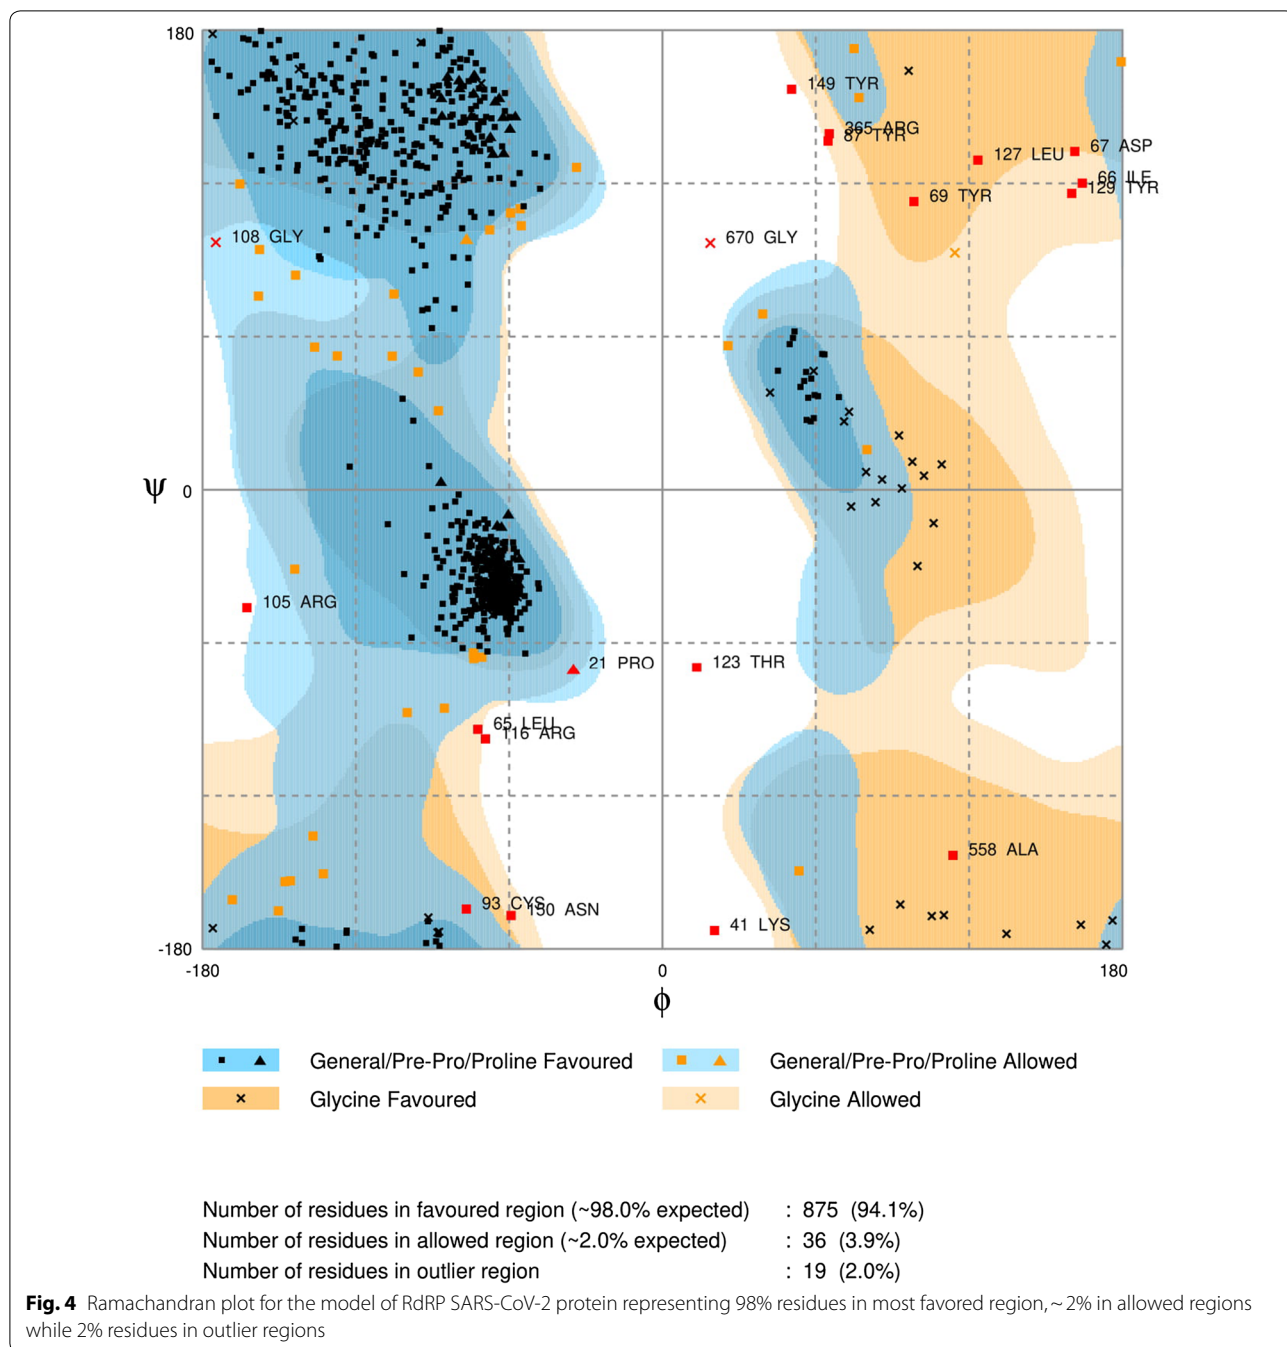 180
149 TYR
365 ARG
87 TYR
127 LEU
67 ASP
66 ILE
129 TYR
69 TYR
108 GLY
670 GLY
ψ
0
105 ARG
21 PRO
123 THR
65 LEU
116 ARG
558 ALA
93 CYS
150 ASN
41 LYS
-180
-180
0
180
ϕ
General/Pre-Pro/Proline Favoured
General/Pre-Pro/Proline Allowed
Glycine Favoured
Glycine Allowed
Number of residues in favoured region (~98.0% expected) : 875 (94.1%)
Number of residues in allowed region (~2.0% expected) : 36 (3.9%)
Number of residues in outlier region : 19 (2.0%)
Fig. 4 Ramachandran plot for the model of RdRP SARS-CoV-2 protein representing 98% residues in most favored region, ~ 2% in allowed regions
while 2% residues in outlier regions